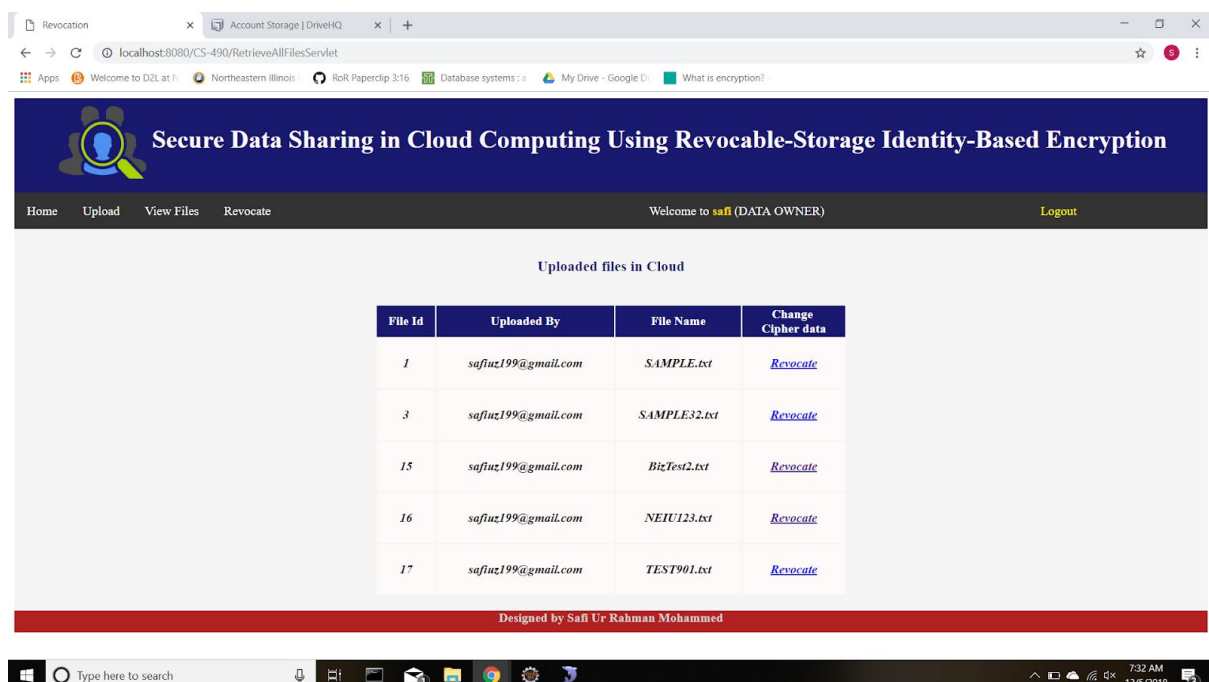 Revocation
Account Storage | DriveHQ
localhost:8080/CS-490/RetrieveAllFilesServlet
S
Apps Welcome to D2L at N Northeastern Illinois RoR Paperclip 3:16 Database systems : a My Drive - Google D What is encryption?
Secure Data Sharing in Cloud Computing Using Revocable-Storage Identity-Based Encryption
Home Upload View Files Revocate Welcome to safi (DATA OWNER) Logout
Uploaded files in Cloud
File Id Uploaded By File Name Change Cipher data
1 safiuz199@gmail.com SAMPLE.txt Revocate
3 safiuz199@gmail.com SAMPLE32.txt Revocate
15 safiuz199@gmail.com BizTest2.txt Revocate
16 safiuz199@gmail.com NEIU123.txt Revocate
17 safiuz199@gmail.com TEST901.txt Revocate
Designed by Safi Ur Rahman Mohammed
Type here to search
7:32 AM